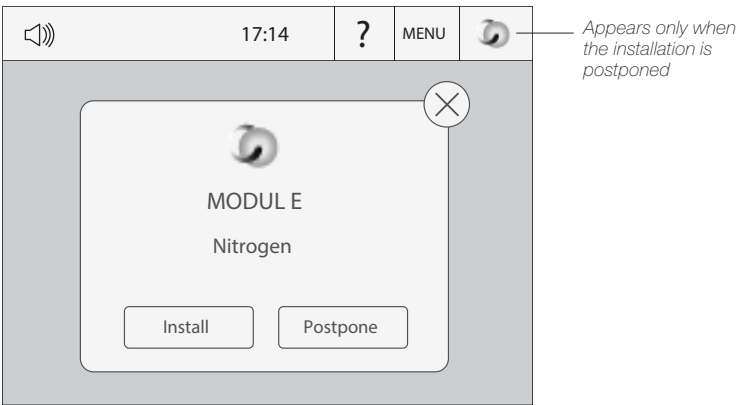 17:14
?
MENU
Appears only when
the installation is
postponed
MODUL E
Nitrogen
Install
Postpone